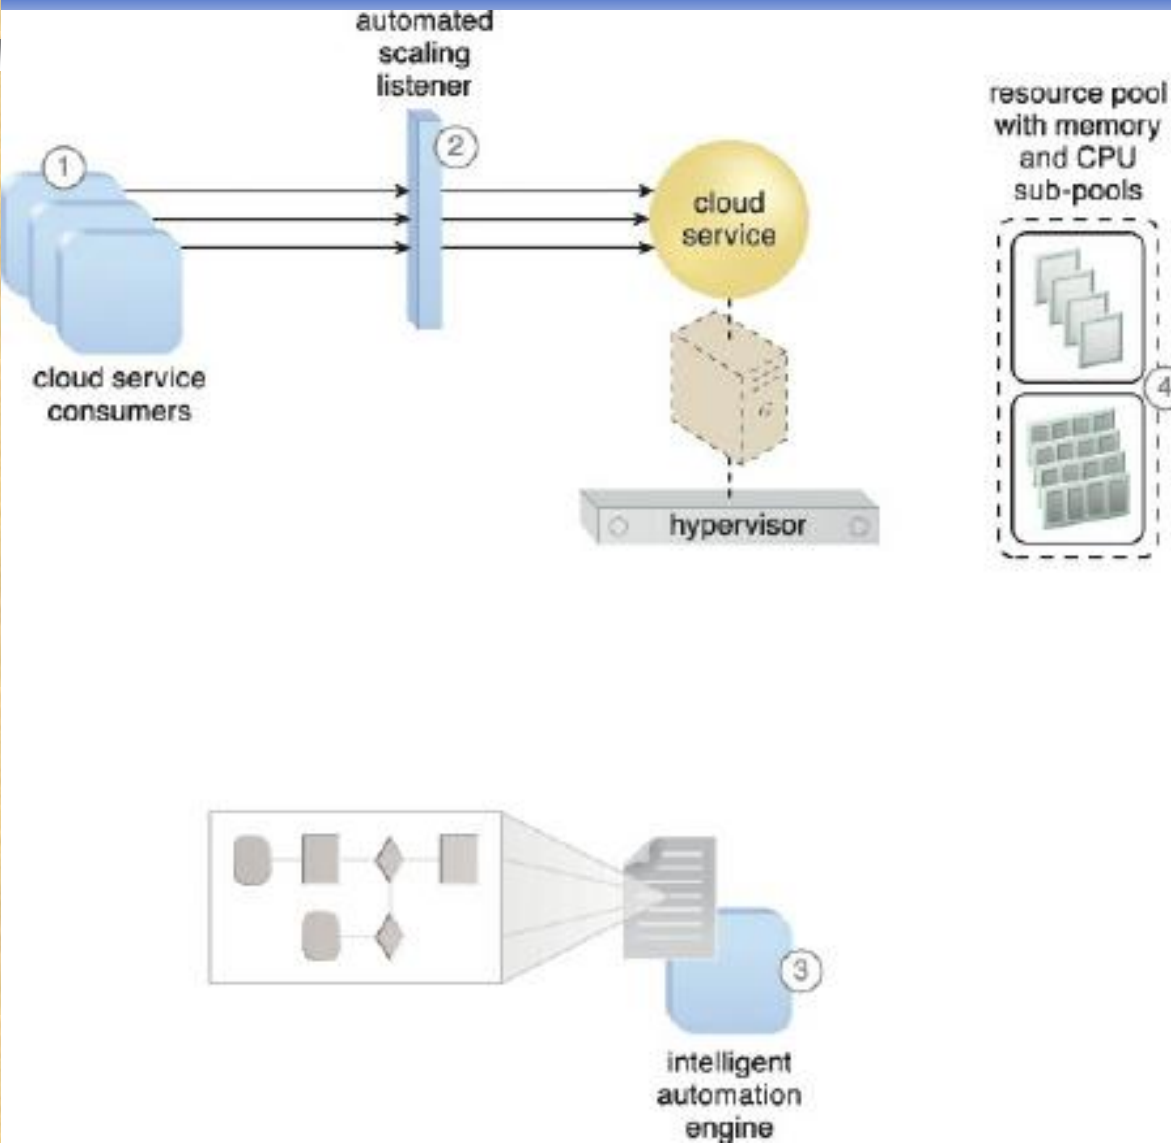 automated
scaling
listener
resource pool
with memory
and CPU
sub-pools
1
2
cloud
service
cloud service
consumers
4
hypervisor
3
intelligent
automation
engine